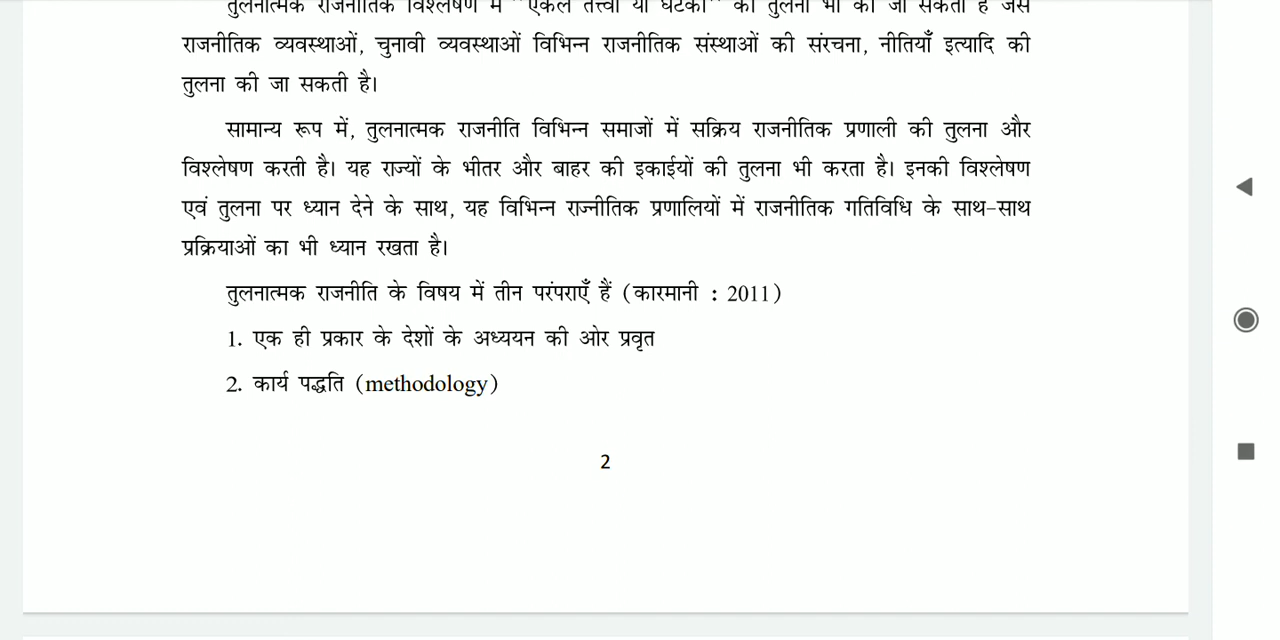 तुलनात्मक राजनीतिक विश्लेषण में "एकल तत्त्वों या घटकों" की तुलना भी की जा सकती है जैसे
राजनीतिक व्यवस्थाओं, चुनावी व्यवस्थाओं विभिन्न राजनीतिक संस्थाओं की संरचना, नीतियाँ इत्यादि की
तुलना की जा सकती है।
सामान्य रूप में, तुलनात्मक राजनीति विभिन्न समाजों में सक्रिय राजनीतिक प्रणाली की तुलना और
विश्लेषण करती है। यह राज्यों के भीतर और बाहर की इकाईयों की तुलना भी करता है। इनकी विश्लेषण
एवं तुलना पर ध्यान देने के साथ, यह विभिन्न राज्नीतिक प्रणालियों में राजनीतिक गतिविधि के साथ-साथ
प्रक्रियाओं का भी ध्यान रखता है।
तुलनात्मक राजनीति के विषय में तीन परंपराएँ हैं (कारमानी : 2011)
1. एक ही प्रकार के देशों के अध्ययन की ओर प्रवृत
2. कार्य पद्धति (methodology)
2